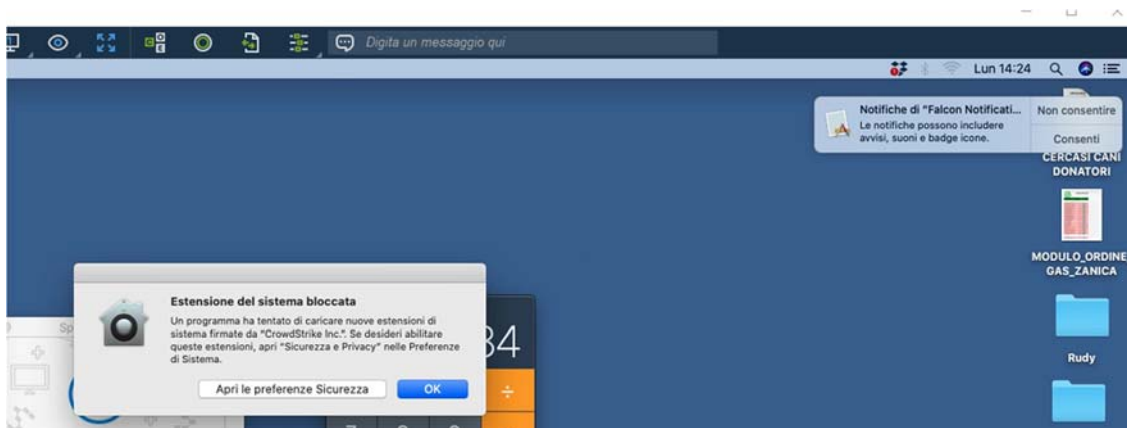 Digita un messaggio qui
Lun 14:24
Notifiche di "Falcon Notificati...
Le notifiche possono includere
avvisi, suoni e badge icone.
Non consentire
Consenti
CERCASI CANI
DONATORI
MODULO_ORDINE
GAS_ZANICA
Rudy
Estensione del sistema bloccata
Un programma ha tentato di caricare nuove estensioni di
sistema firmate da "CrowdStrike Inc.". Se desideri abilitare
queste estensioni, apri "Sicurezza e Privacy" nelle Preferenze
di Sistema.
Apri le preferenze Sicurezza
OK
Sp
84
÷